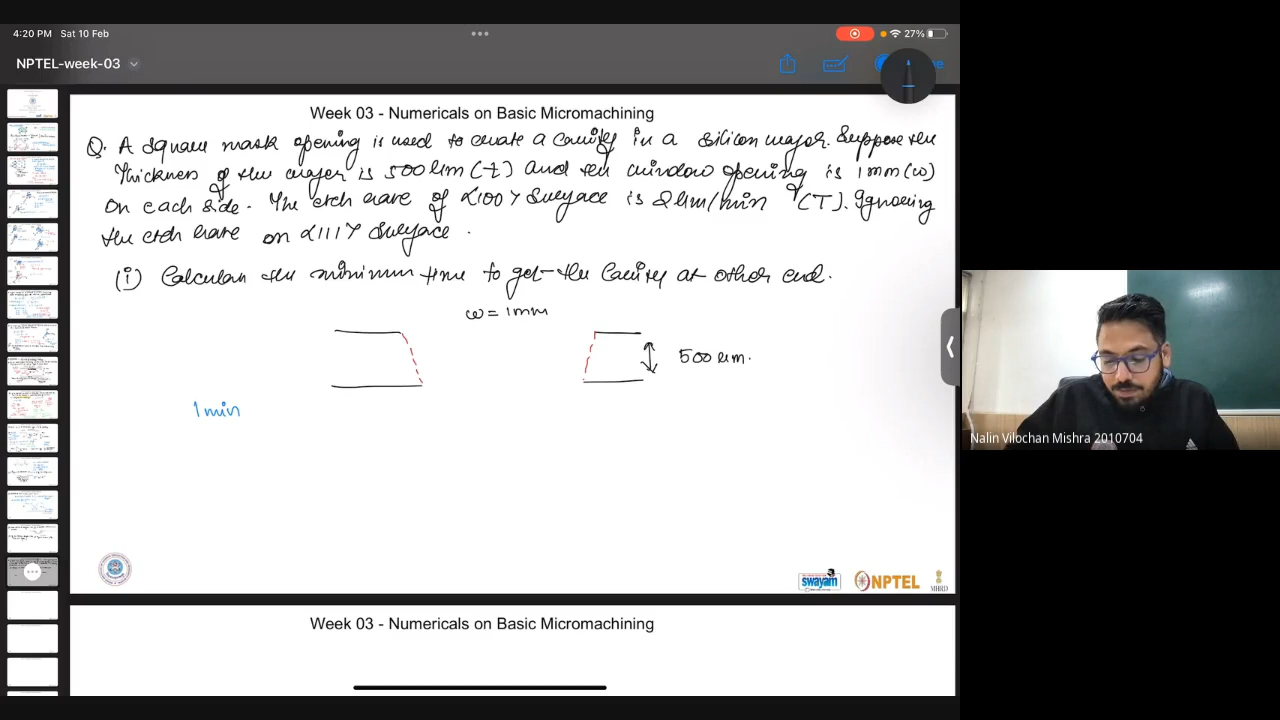 4:20 PM Sat 10 Feb
27%
NPTEL-week-03
Week 03 - Numericals on Basic Micromachining
Q. A square mask opening is used to create a cavity in a silicon wafer. Suppose the
thickness of the wafer is 500 um (t) and the window opening is 1mm (w)
on each side. The etch rate of <100> surface is 2um/min (T). Ignoring
the etch rate on <111> surface.
(i) Calculate the minimum time to get the cavity at other end.
w = 1mm
500 um.
1 min
Nalin Vilochan Mishra 2010704
swayam
NPTEL
MHRD
Week 03 - Numericals on Basic Micromachining